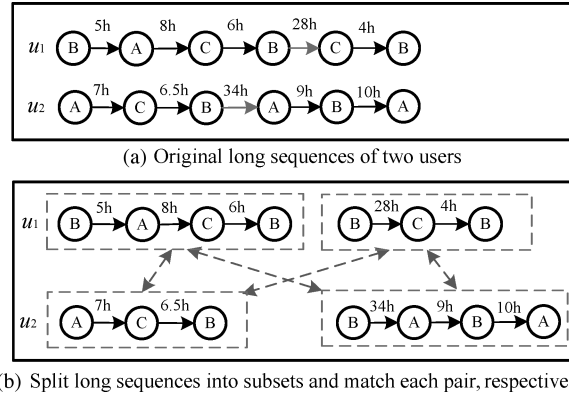 5h 8h 6h 28h 4h
u1 B A C B C B
7h 6.5h 34h 9h 10h
u2 A C B A B A
(a) Original long sequences of two users
5h 8h 6h 28h 4h
u1 B A C B B C B
7h 6.5h 34h 9h 10h
u2 A C B B A B A
(b) Split long sequences into subsets and match each pair, respective